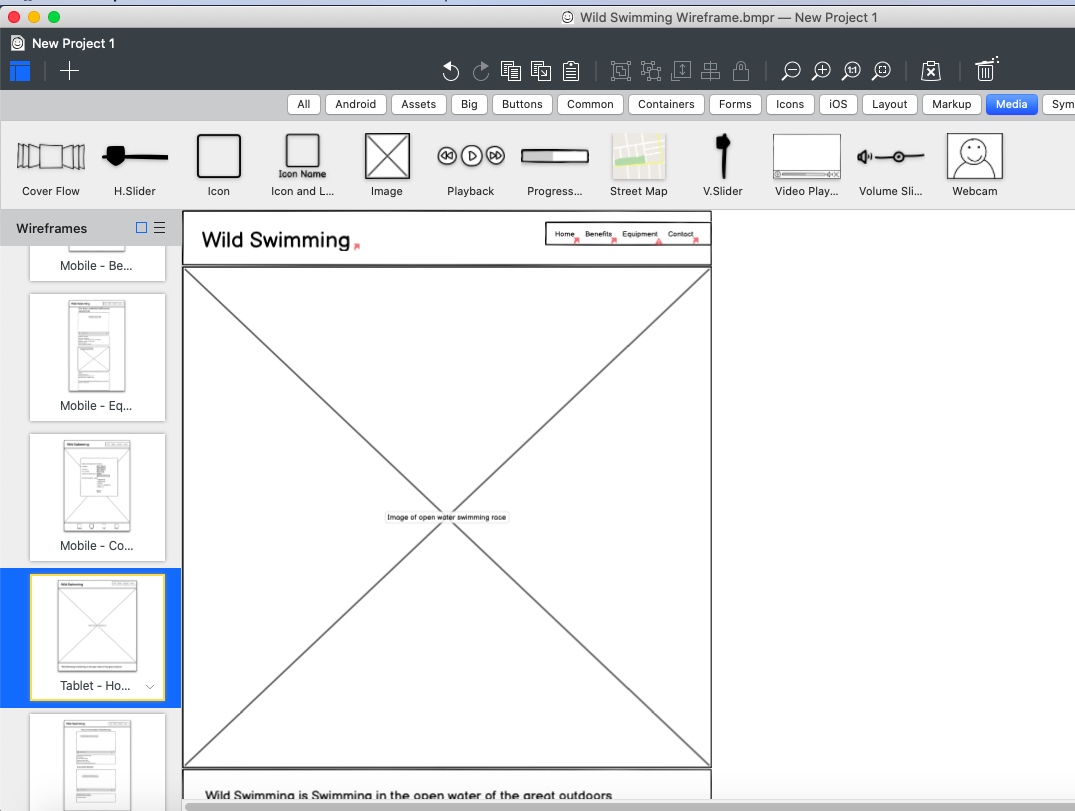 Wild Swimming Wireframe.bmpr — New Project 1
New Project 1
1:1
All Android Assets Big Buttons Common Containers Forms Icons iOS Layout Markup Media Sym
Icon Name
Cover Flow H.Slider Icon Icon and L... Image Playback Progress... Street Map V.Slider Video Play... Volume Sli... Webcam
Wireframes
Mobile - Be...
Mobile - Eq...
Mobile - Co...
Tablet - Ho...
Wild Swimming
Home Benefits Equipment Contact
Image of open water swimming race
Wild Swimming is Swimming in the open water of the great outdoors